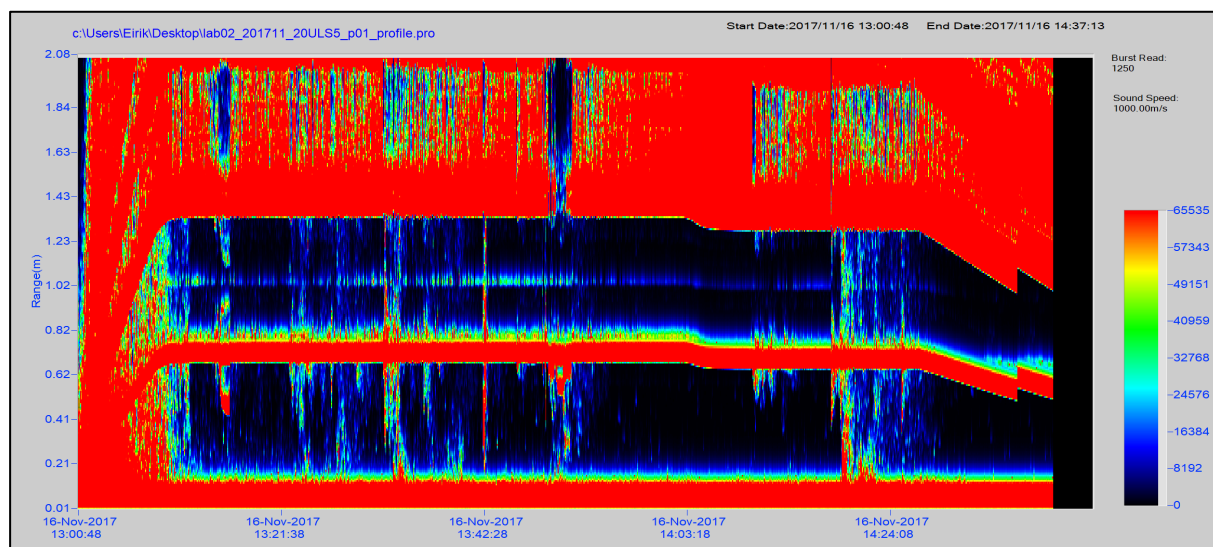 c:\Users\Eirik\Desktop\lab02_201711_20ULS5_p01_profile.pro
Start Date:2017/11/16 13:00:48 End Date:2017/11/16 14:37:13
Burst Read:
1250
Sound Speed:
1000.00m/s
Range(m)
2.08
1.84
1.63
1.43
1.23
1.02
0.82
0.62
0.41
0.21
0.01
65535
57343
49151
40959
32768
24576
16384
8192
0
16-Nov-2017 16-Nov-2017 16-Nov-2017 16-Nov-2017 16-Nov-2017
13:00:48 13:21:38 13:42:28 14:03:18 14:24:08